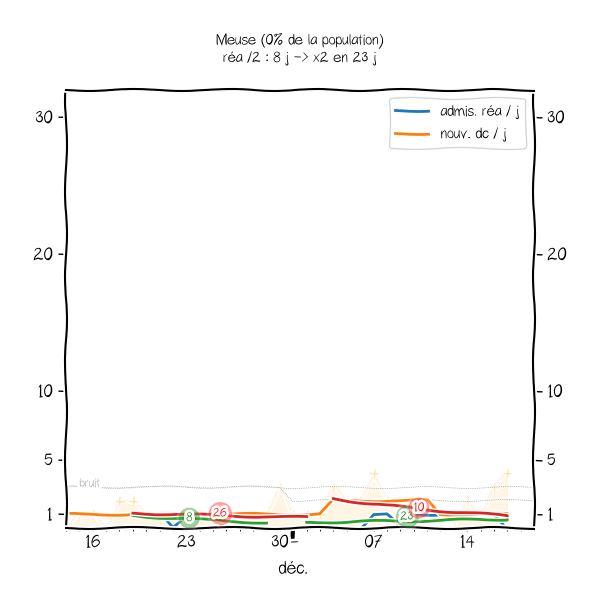 Meuse (0% de la population)
réa /2 : 8 j -> x2 en 23 j
admis. réa / j
nouv. dc / j
30 30
20 20
10 10
5 5
bruit
1 1
8 26 23 10
16 23 30 07 14
déc.